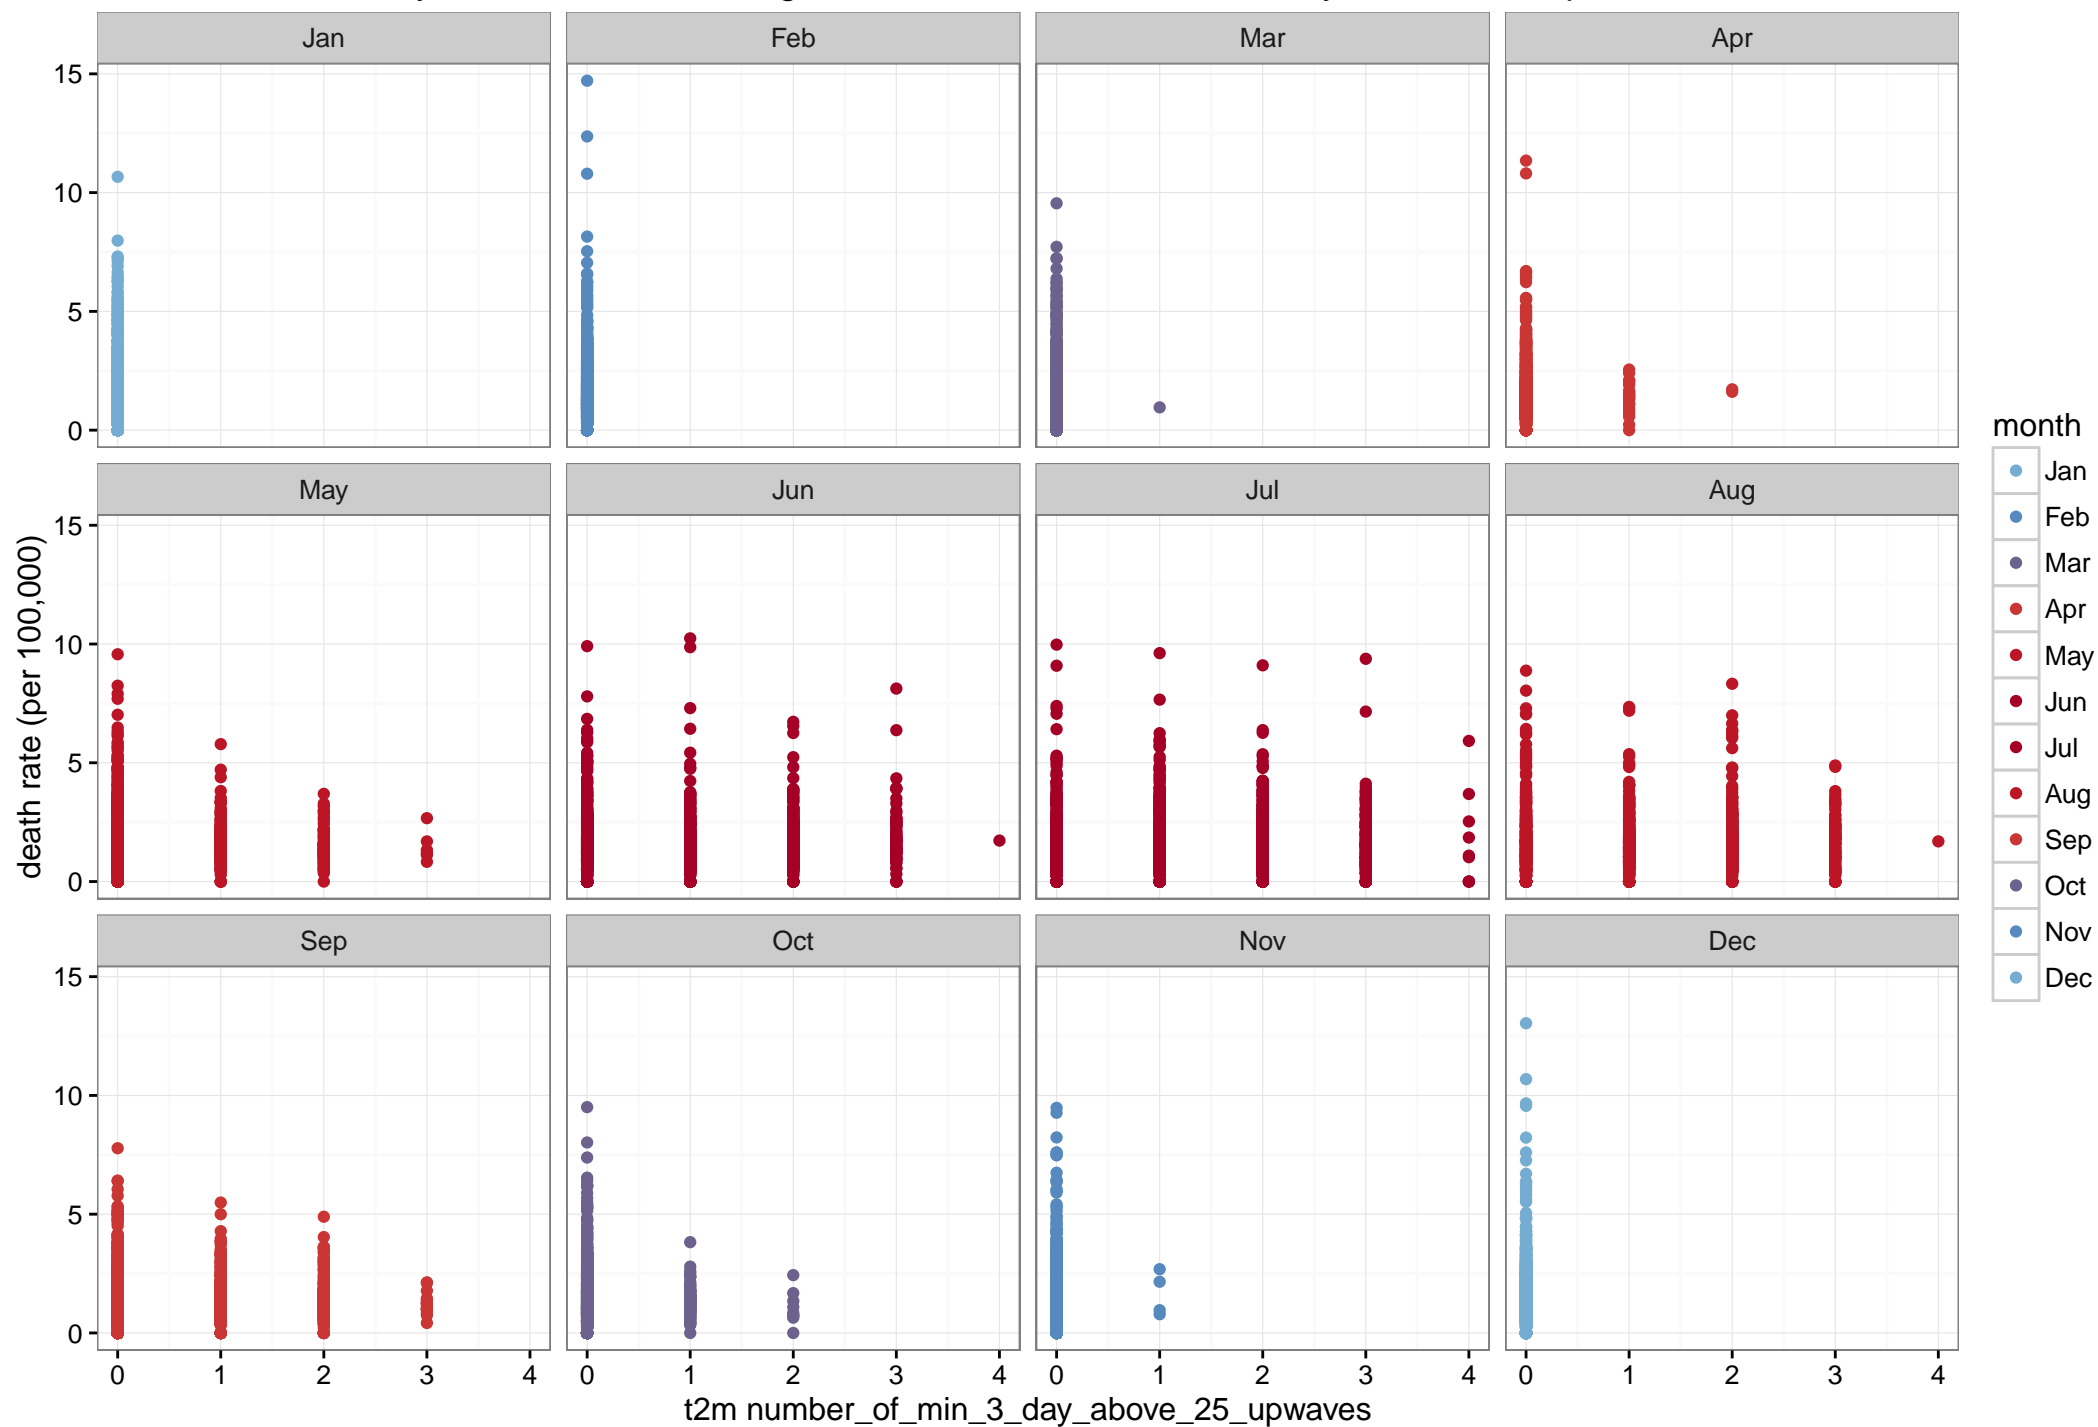 Jan Feb Mar Apr
15
10
5
0
May Jun Jul Aug
15
10
5
0
Sep Oct Nov Dec
15
10
5
0
0 1 2 3 4 0 1 2 3 4 0 1 2 3 4 0 1 2 3 4
t2m number_of_min_3_day_above_25_upwaves
death rate (per 100,000)
month
Jan
Feb
Mar
Apr
May
Jun
Jul
Aug
Sep
Oct
Nov
Dec